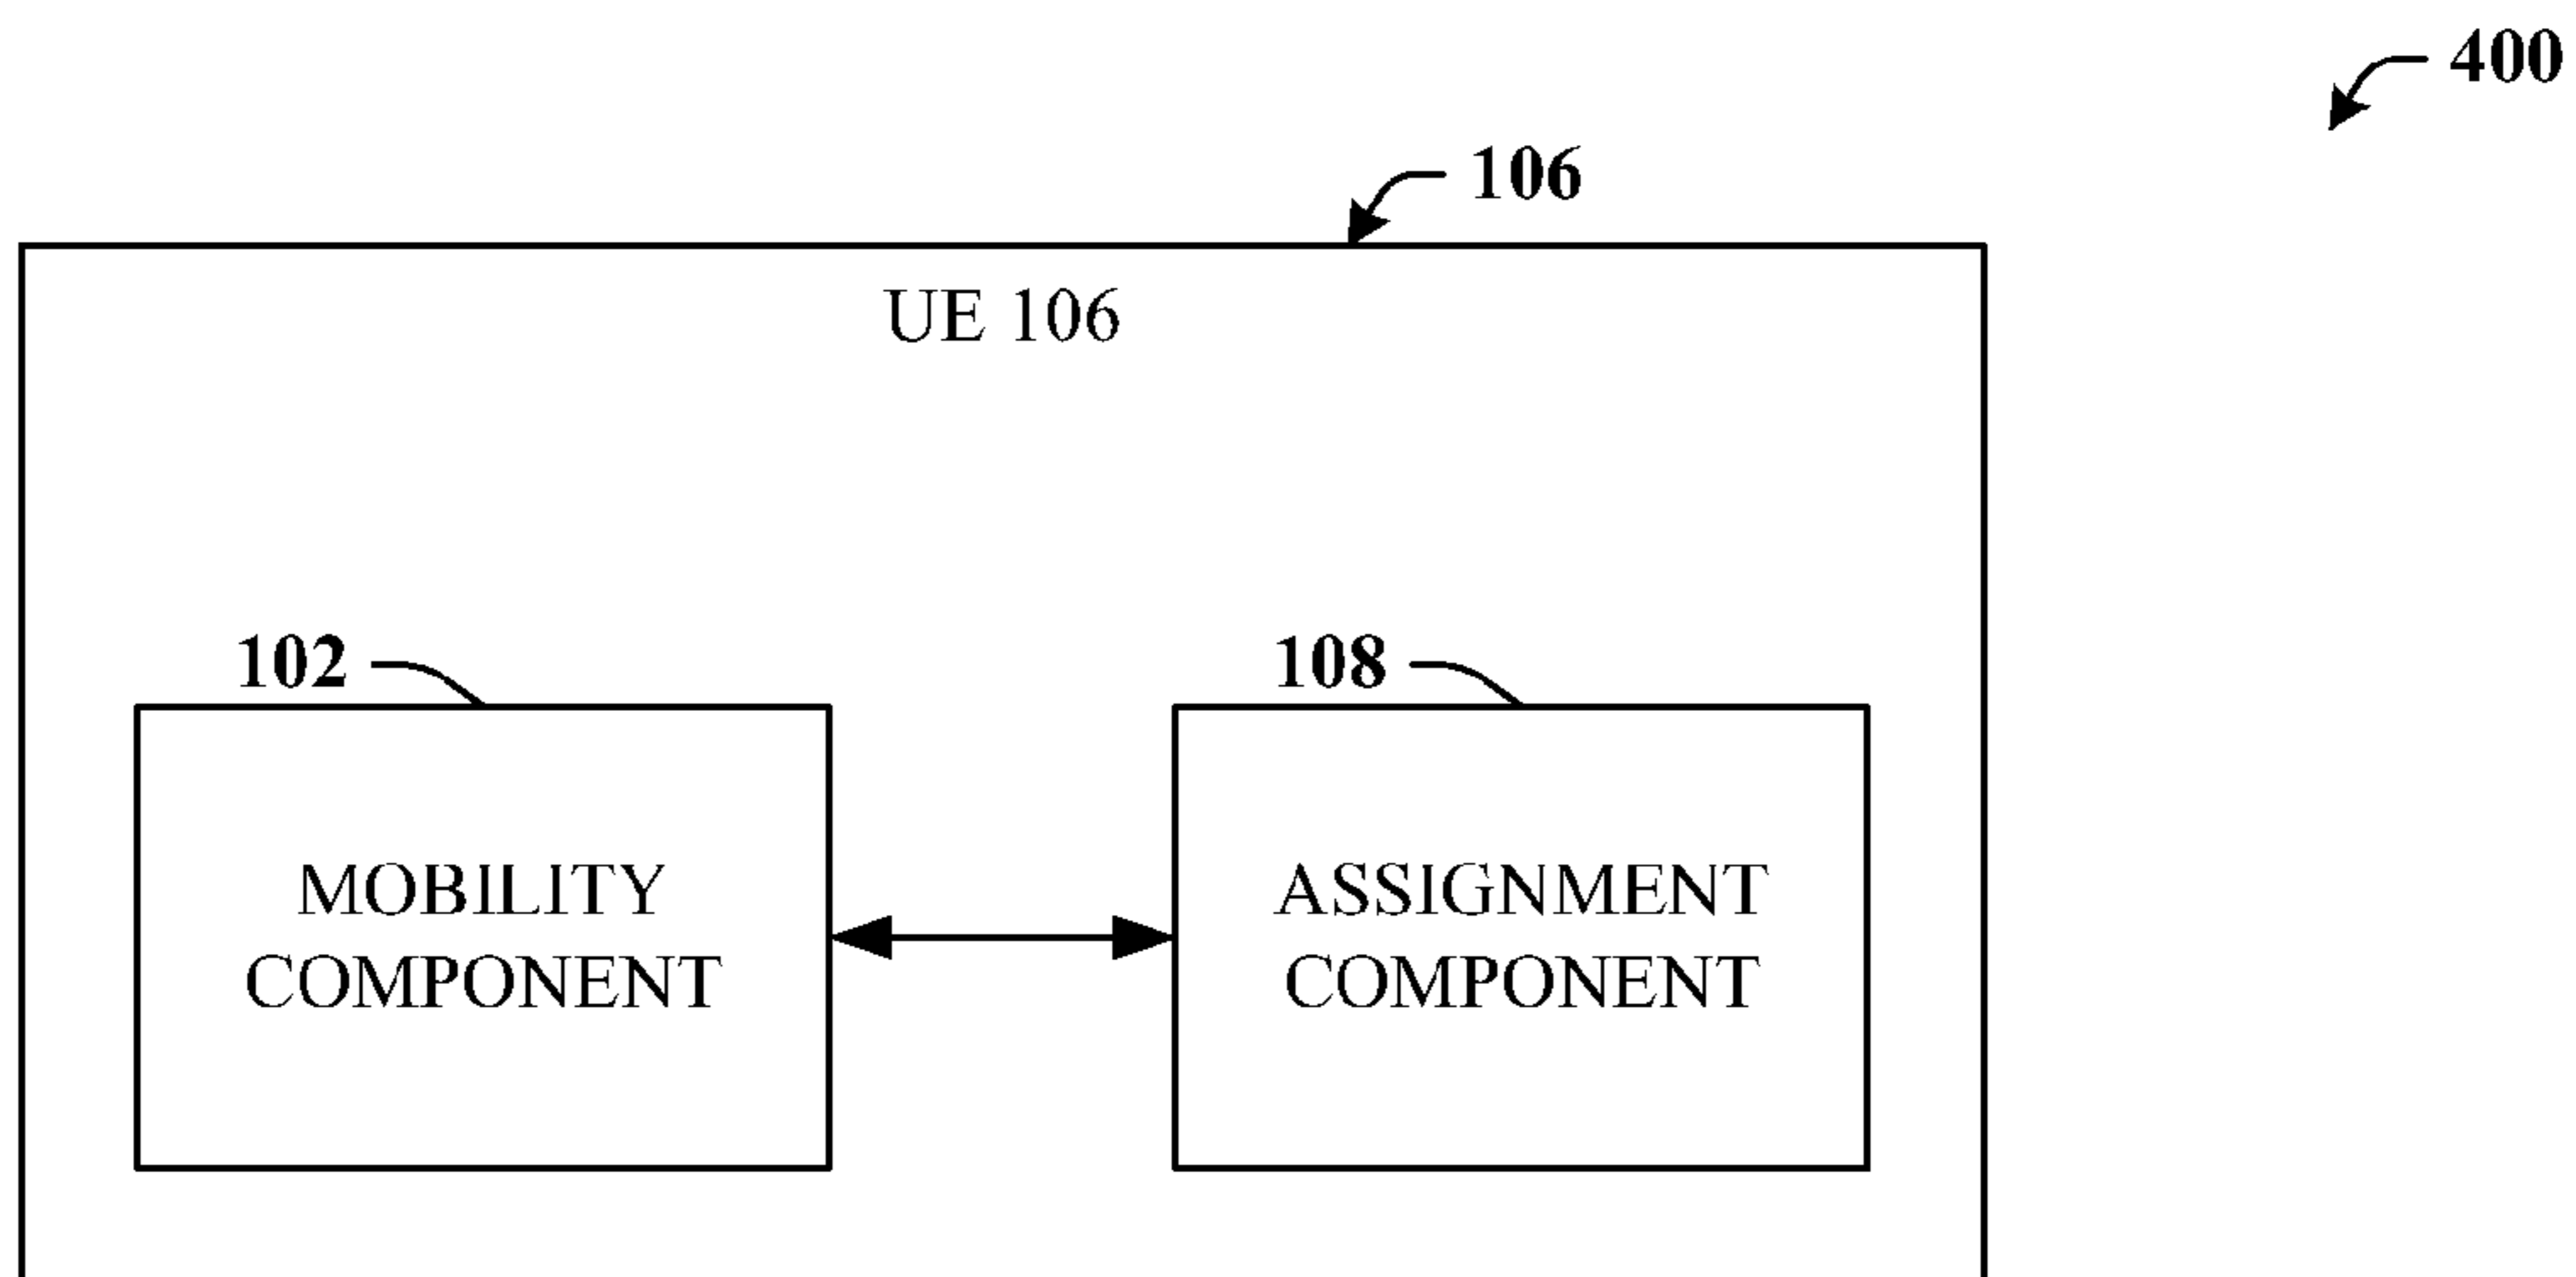 400
106
UE 106
102
108
MOBILITY
COMPONENT
ASSIGNMENT
COMPONENT